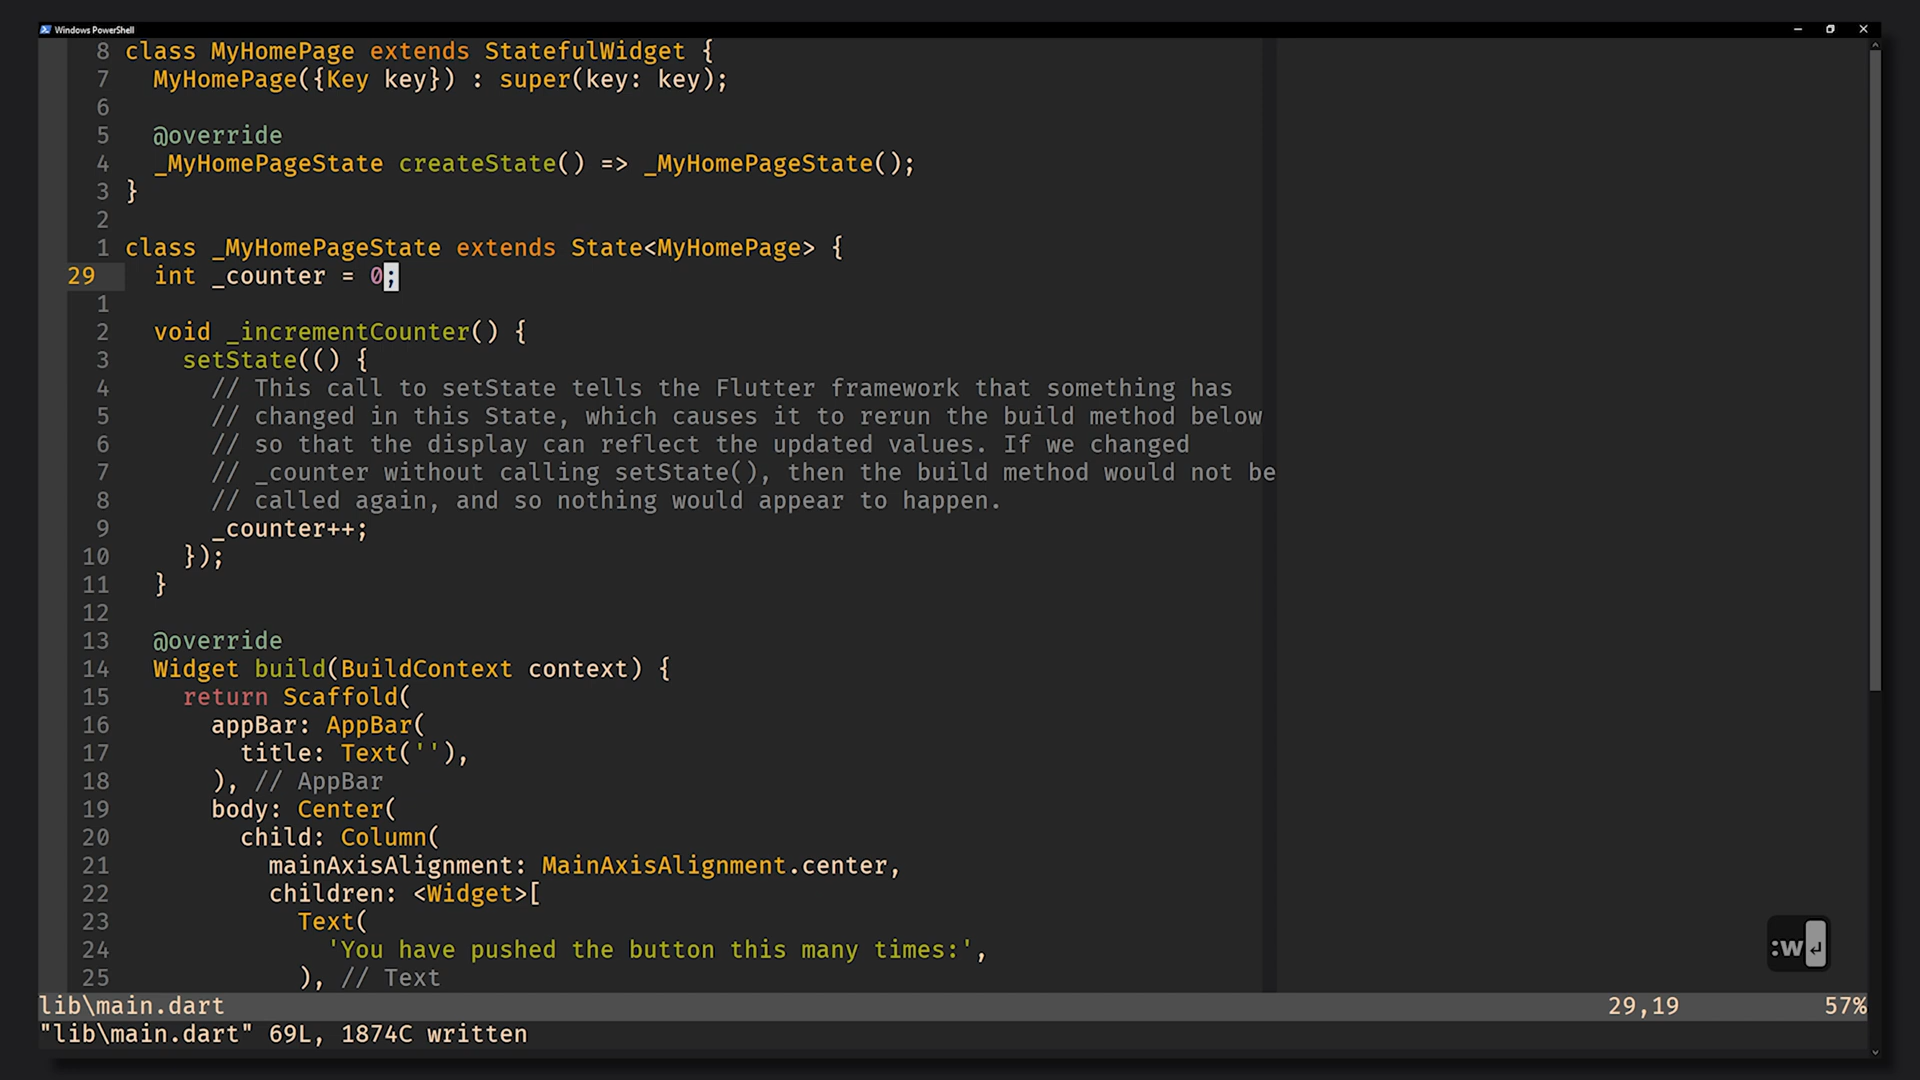 Windows PowerShell
8 class MyHomePage extends StatefulWidget {
7   MyHomePage({Key key}) : super(key: key);
6
5   @override
4   _MyHomePageState createState() => _MyHomePageState();
3 }
2
1 class _MyHomePageState extends State<MyHomePage> {
29   int _counter = 0;
1
2   void _incrementCounter() {
3     setState(() {
4       // This call to setState tells the Flutter framework that something has
5       // changed in this State, which causes it to rerun the build method below
6       // so that the display can reflect the updated values. If we changed
7       // _counter without calling setState(), then the build method would not be
8       // called again, and so nothing would appear to happen.
9       _counter++;
10     });
11   }
12
13   @override
14   Widget build(BuildContext context) {
15     return Scaffold(
16       appBar: AppBar(
17         title: Text(''),
18       ), // AppBar
19       body: Center(
20         child: Column(
21           mainAxisAlignment: MainAxisAlignment.center,
22           children: <Widget>[
23             Text(
24               'You have pushed the button this many times:',
25             ), // Text
:w↵
lib\main.dart 29,19 57%
"lib\main.dart" 69L, 1874C written